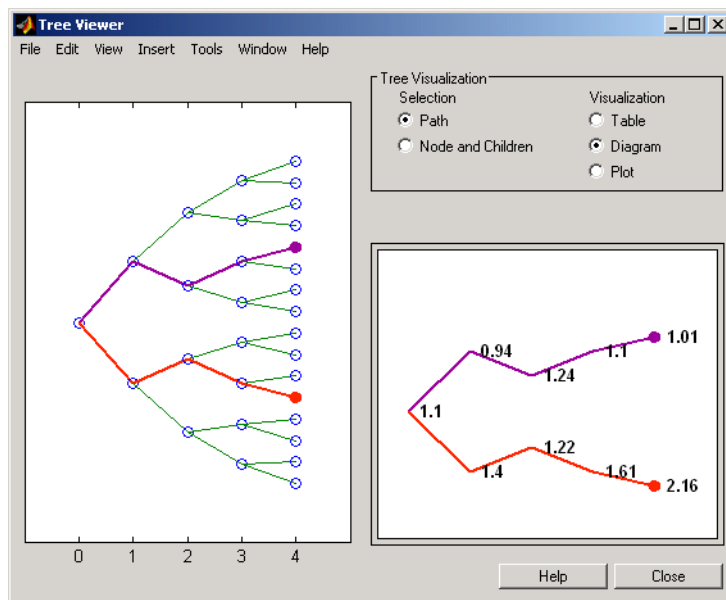 Tree Viewer
File Edit View Insert Tools Window Help
Tree Visualization
Selection Visualization
Path Table
Node and Children Diagram
Plot
0.94 1.1 1.01
1.24
1.1
1.22
1.4 1.61 2.16
0 1 2 3 4
Help Close